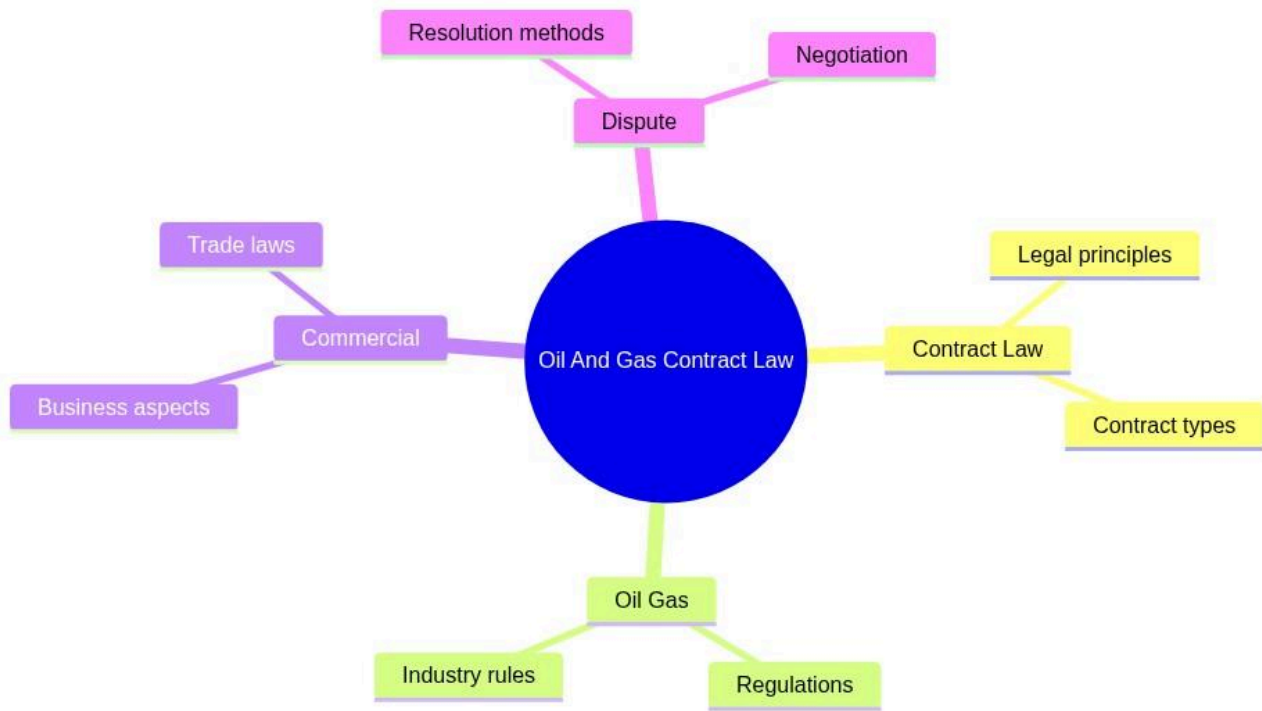 Resolution methods
Negotiation
Dispute
Trade laws
Legal principles
Commercial
Contract Law
Oil And Gas Contract Law
Business aspects
Contract types
Oil Gas
Industry rules
Regulations